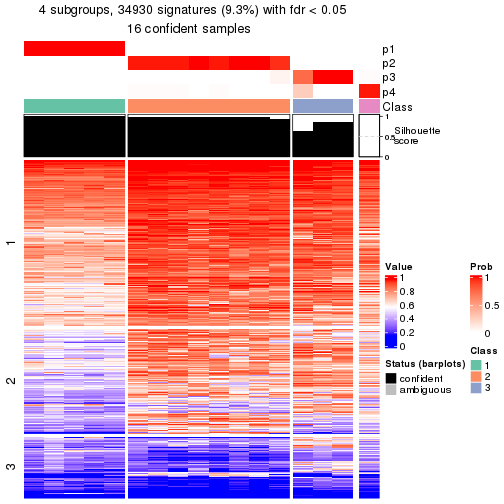 4 subgroups, 34930 signatures (9.3%) with fdr < 0.05
16 confident samples
p1
p2
p3
p4
Class
1
0.5
0
Silhouette
score
1
2
3
Value
1
0.8
0.6
0.4
0.2
0
Status (barplots)
confident
ambiguous
Prob
1
0.5
0
Class
1
2
3